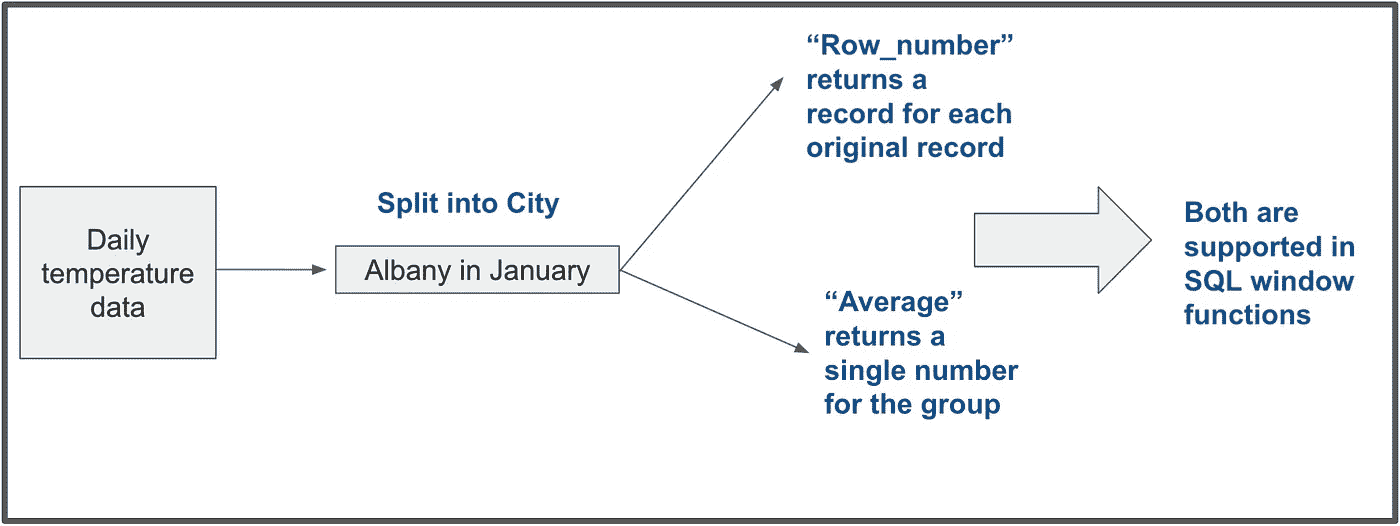 Daily
temperature
data
Split into City
Albany in January
“Row_number”
returns a
record for each
original record
“Average”
returns a
single number
for the group
Both are
supported in
SQL window
functions